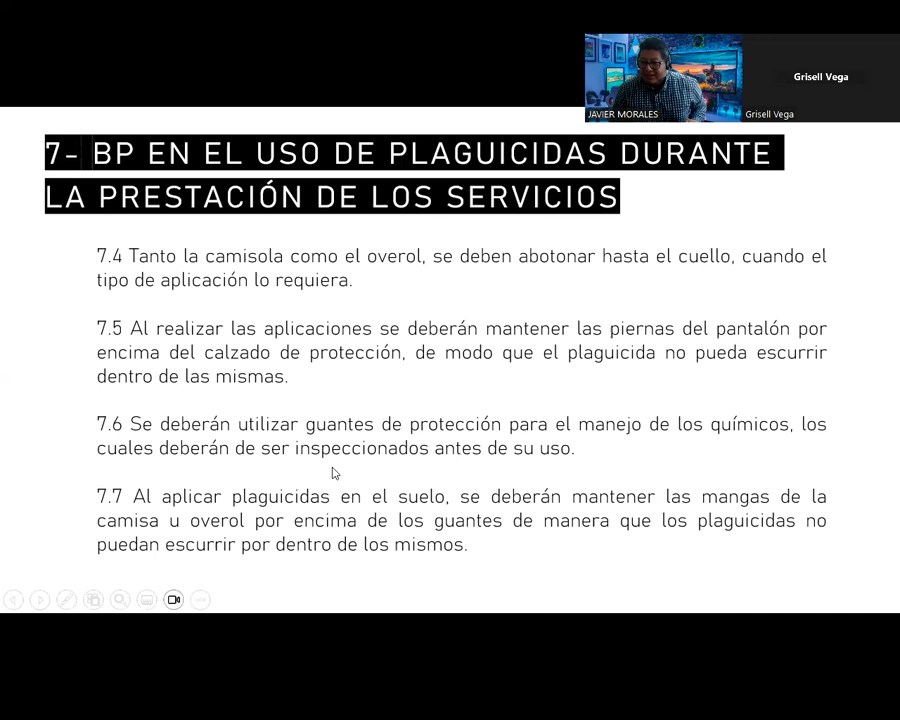 Grisell Vega
JAVIER MORALES
Grisell Vega
7- BP EN EL USO DE PLAGUICIDAS DURANTE
LA PRESTACIÓN DE LOS SERVICIOS
7.4 Tanto la camisola como el overol, se deben abotonar hasta el cuello, cuando el
tipo de aplicación lo requiera.
7.5 Al realizar las aplicaciones se deberán mantener las piernas del pantalón por
encima del calzado de protección, de modo que el plaguicida no pueda escurrir
dentro de las mismas.
7.6 Se deberán utilizar guantes de protección para el manejo de los químicos, los
cuales deberán de ser inspeccionados antes de su uso.
7.7 Al aplicar plaguicidas en el suelo, se deberán mantener las mangas de la
camisa u overol por encima de los guantes de manera que los plaguicidas no
puedan escurrir por dentro de los mismos.